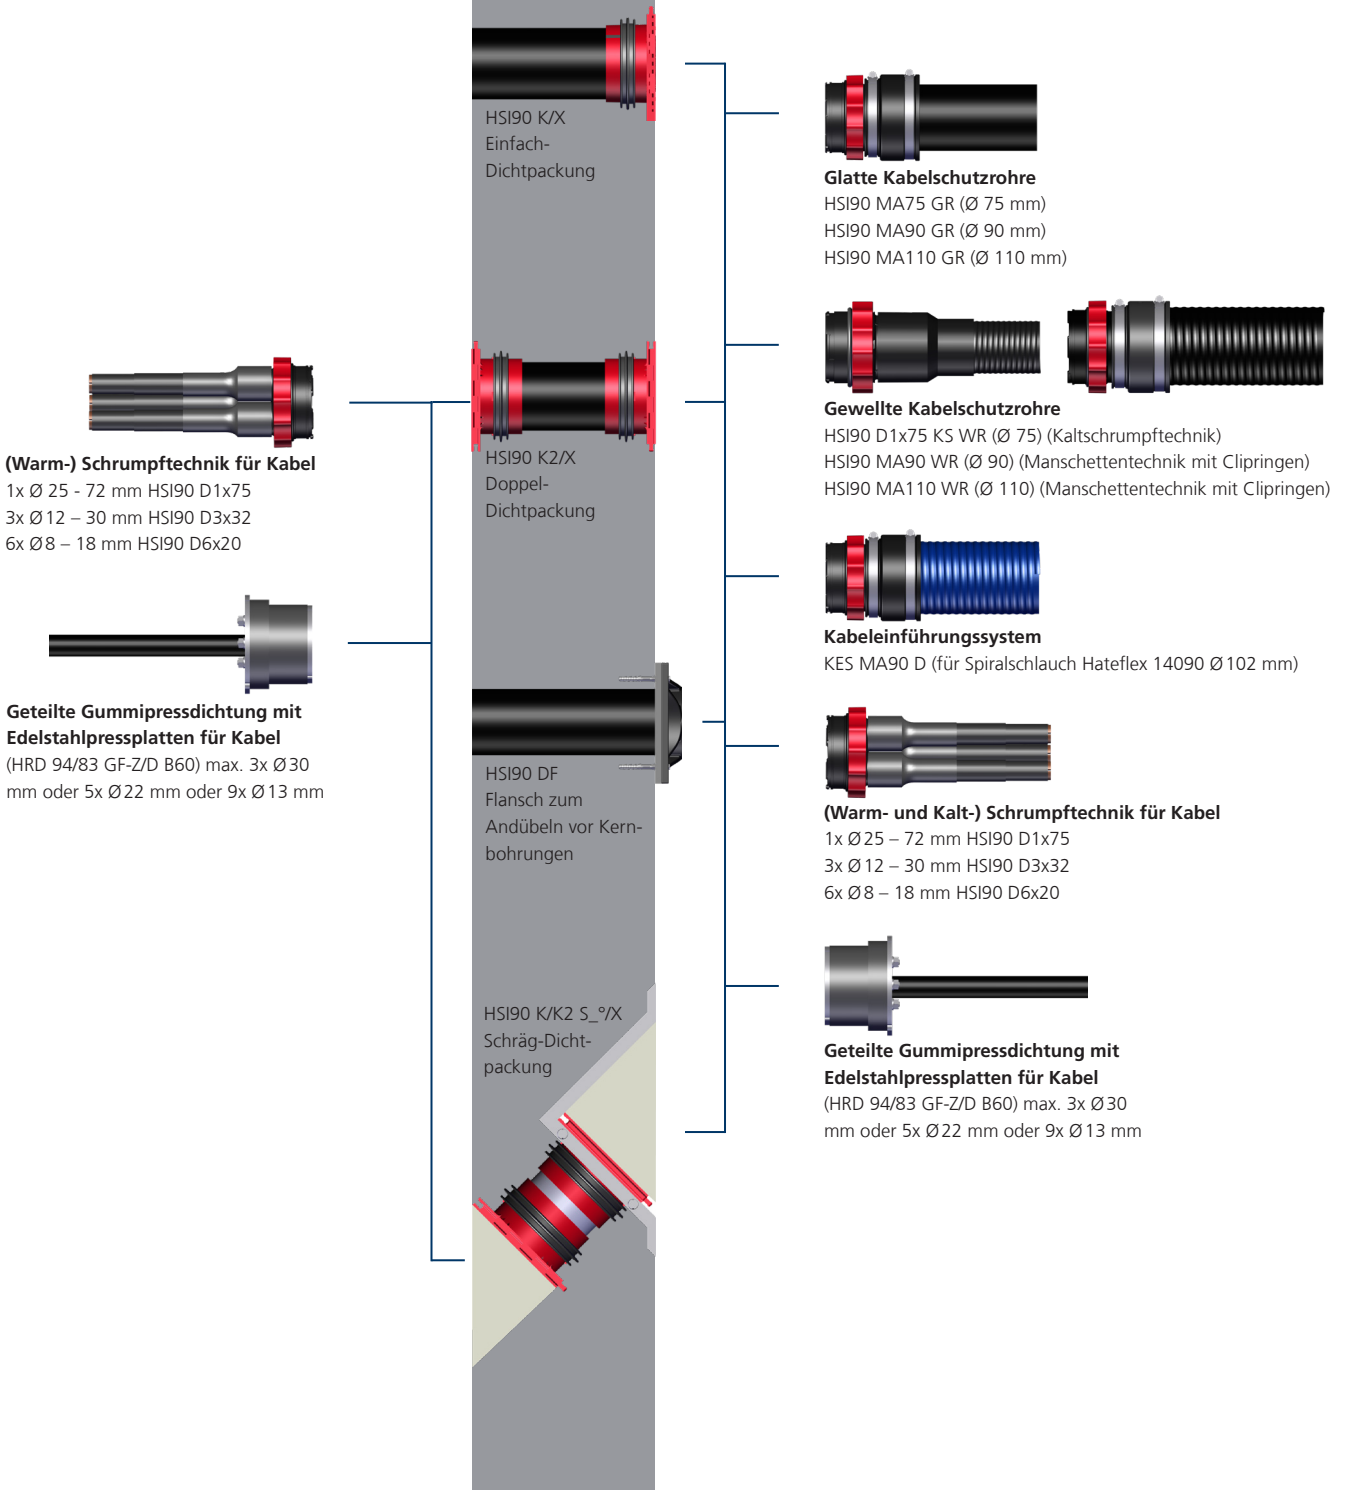 HSI90 K/X
Einfach-
Dichtpackung
HSI90 K2/X
Doppel-
Dichtpackung
HSI90 DF
Flansch zum
Andübeln vor Kern-
bohrungen
HSI90 K/K2 S_°/X
Schräg-Dicht-
packung
(Warm-) Schrumpftechnik für Kabel
1x Ø 25 - 72 mm HSI90 D1x75
3x Ø 12 – 30 mm HSI90 D3x32
6x Ø 8 – 18 mm HSI90 D6x20
Geteilte Gummipressdichtung mit
Edelstahlpressplatten für Kabel
(HRD 94/83 GF-Z/D B60) max. 3x Ø 30
mm oder 5x Ø 22 mm oder 9x Ø 13 mm
Glatte Kabelschutzrohre
HSI90 MA75 GR (Ø 75 mm)
HSI90 MA90 GR (Ø 90 mm)
HSI90 MA110 GR (Ø 110 mm)
Gewellte Kabelschutzrohre
HSI90 D1x75 KS WR (Ø 75) (Kaltschrumpftechnik)
HSI90 MA90 WR (Ø 90) (Manschettentechnik mit Clipringen)
HSI90 MA110 WR (Ø 110) (Manschettentechnik mit Clipringen)
Kabeleinführungssystem
KES MA90 D (für Spiralschlauch Hateflex 14090 Ø 102 mm)
(Warm- und Kalt-) Schrumpftechnik für Kabel
1x Ø 25 – 72 mm HSI90 D1x75
3x Ø 12 – 30 mm HSI90 D3x32
6x Ø 8 – 18 mm HSI90 D6x20
Geteilte Gummipressdichtung mit
Edelstahlpressplatten für Kabel
(HRD 94/83 GF-Z/D B60) max. 3x Ø 30
mm oder 5x Ø 22 mm oder 9x Ø 13 mm